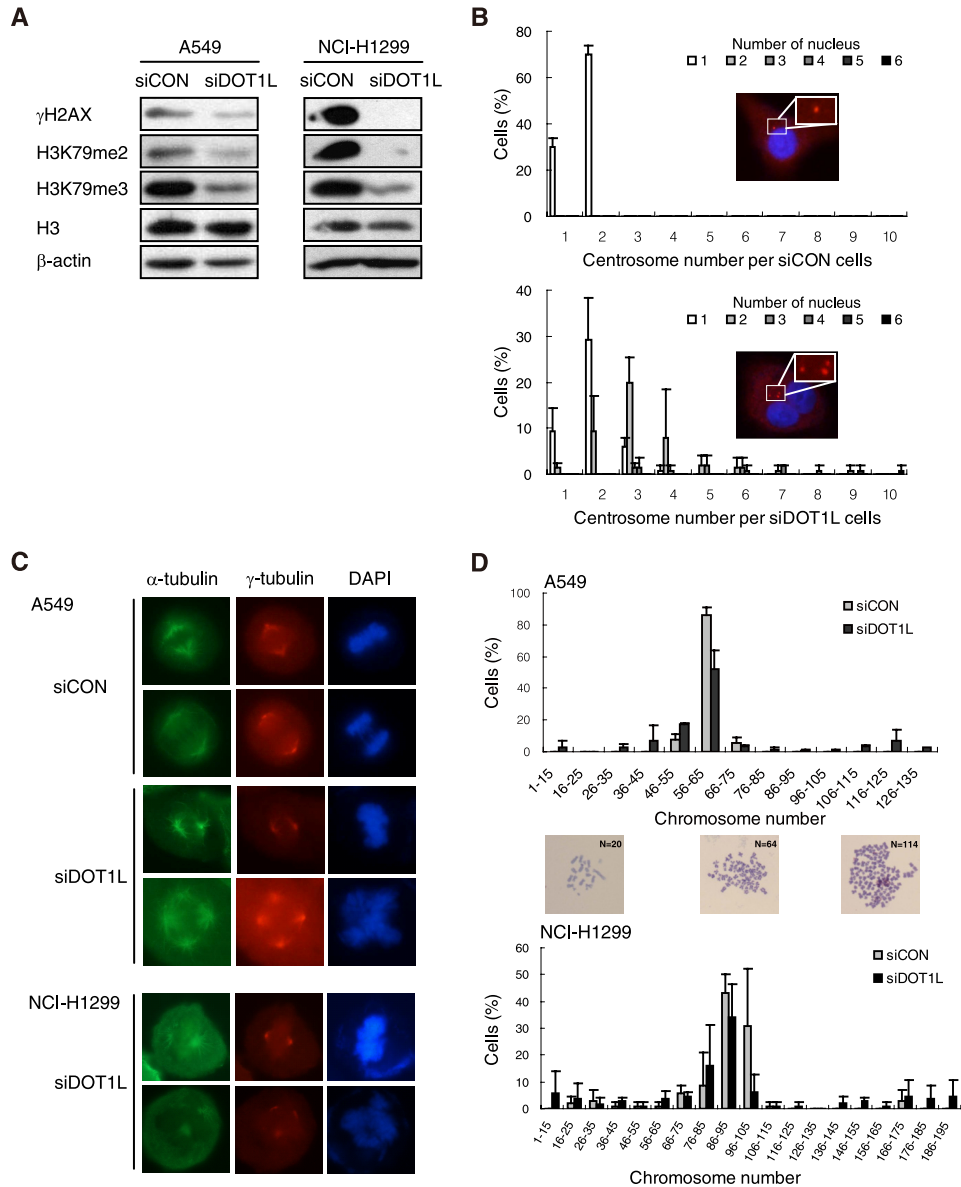 A
A549
NCI-H1299
siCON siDOT1L
siCON siDOT1L
γH2AX
H3K79me2
H3K79me3
H3
β-actin
B
Number of nucleus
1 2 3 4 5 6
Cells (%)
80
60
40
20
0
1 2 3 4 5 6 7 8 9 10
Centrosome number per siCON cells
Number of nucleus
1 2 3 4 5 6
Cells (%)
40
30
20
10
0
1 2 3 4 5 6 7 8 9 10
Centrosome number per siDOT1L cells
C
α-tubulin γ-tubulin DAPI
A549
siCON
siDOT1L
NCI-H1299
siDOT1L
D
A549
siCON
siDOT1L
Cells (%)
100
80
60
40
20
0
1-15 16-25 26-35 36-45 46-55 56-65 66-75 76-85 86-95 96-105 106-115 116-125 126-135
Chromosome number
N=20
N=64
N=114
NCI-H1299
siCON
siDOT1L
Cells (%)
60
50
40
30
20
10
0
1-15 16-25 26-35 36-45 46-55 56-65 66-75 76-85 86-95 96-105 106-115 116-125 126-135 136-145 146-155 156-165 166-175 176-185 186-195
Chromosome number